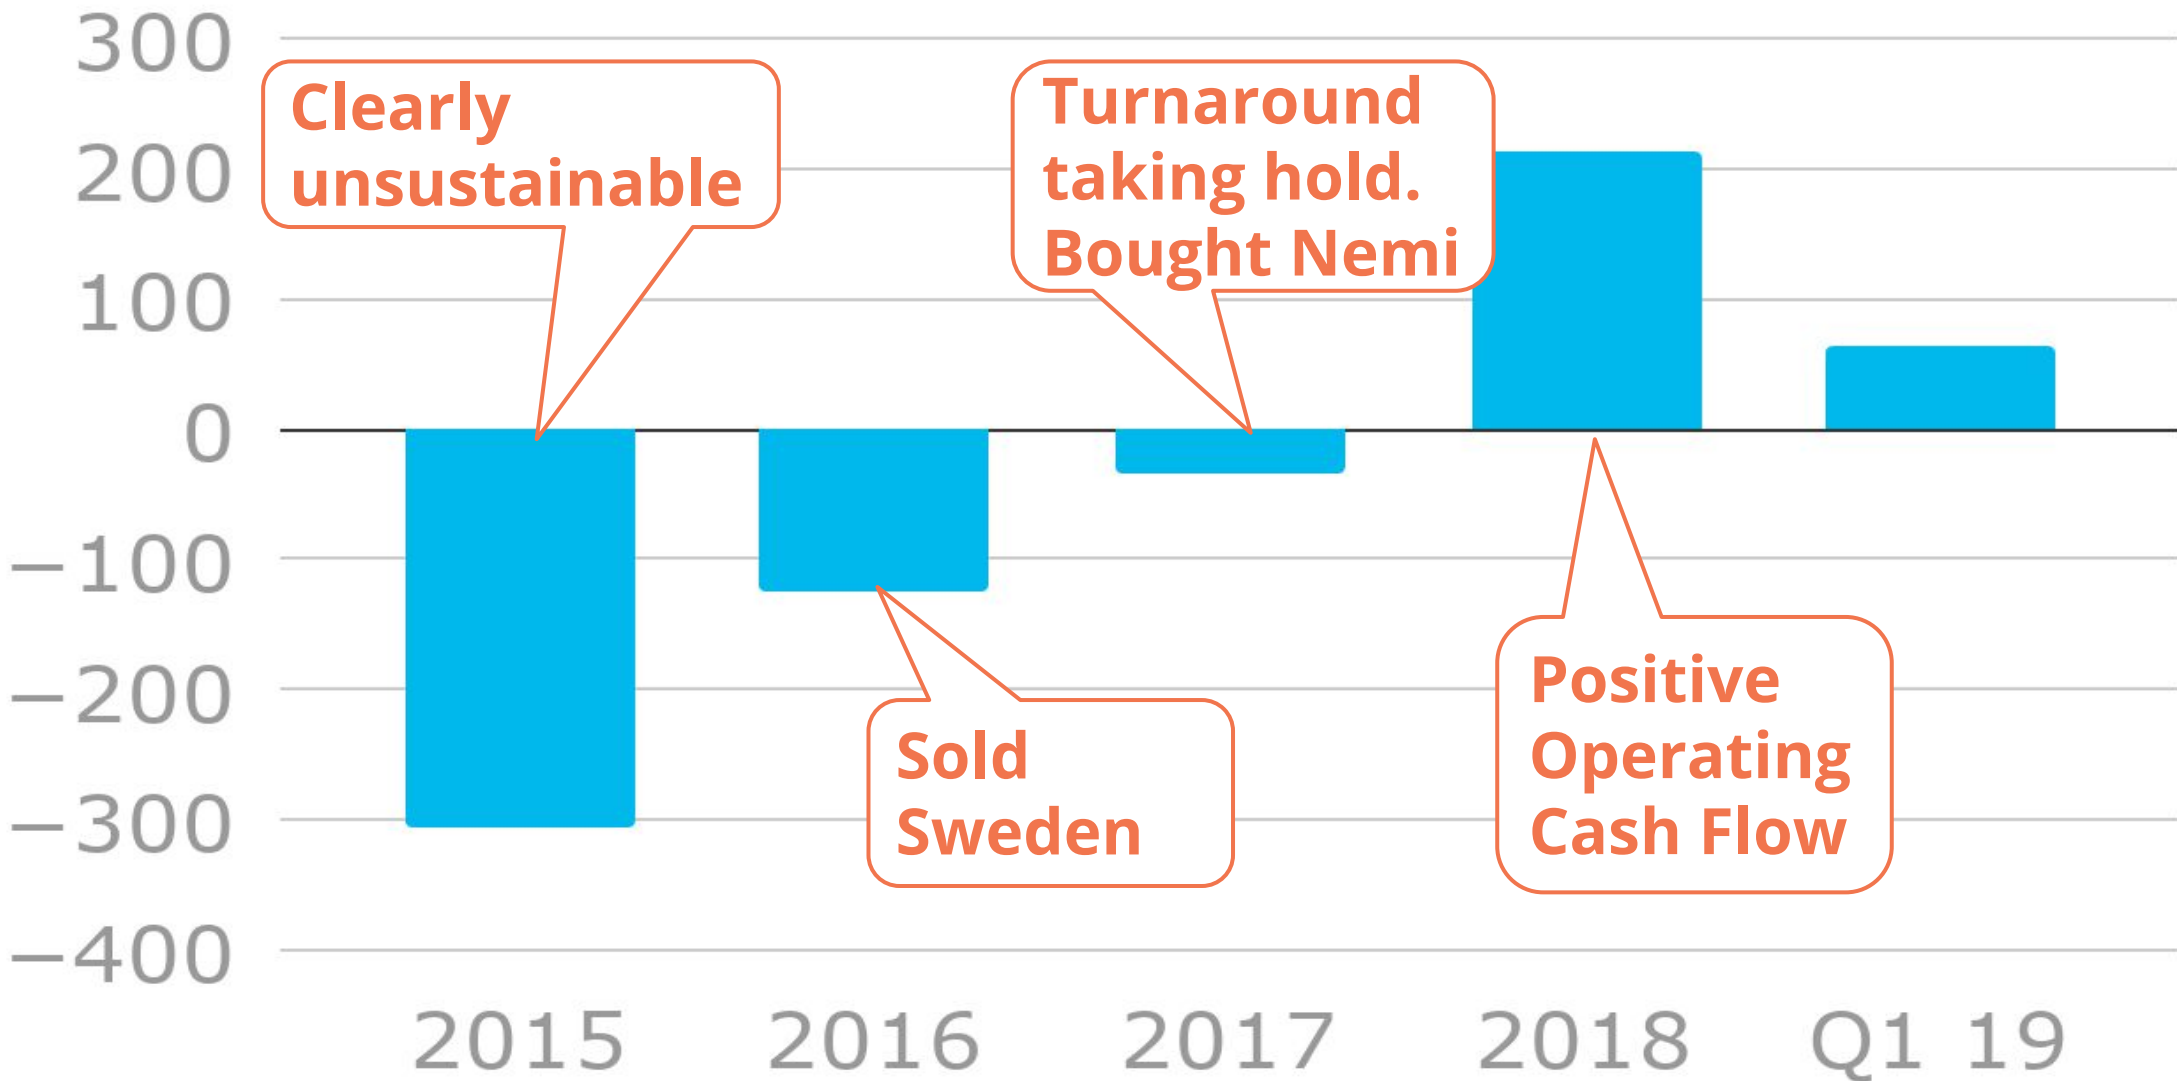 300
200
100
0
−100
−200
−300
−400
Clearly
unsustainable
Turnaround
taking hold.
Bought Nemi
Sold
Sweden
Positive
Operating
Cash Flow
2015
2016
2017
2018
Q1 19